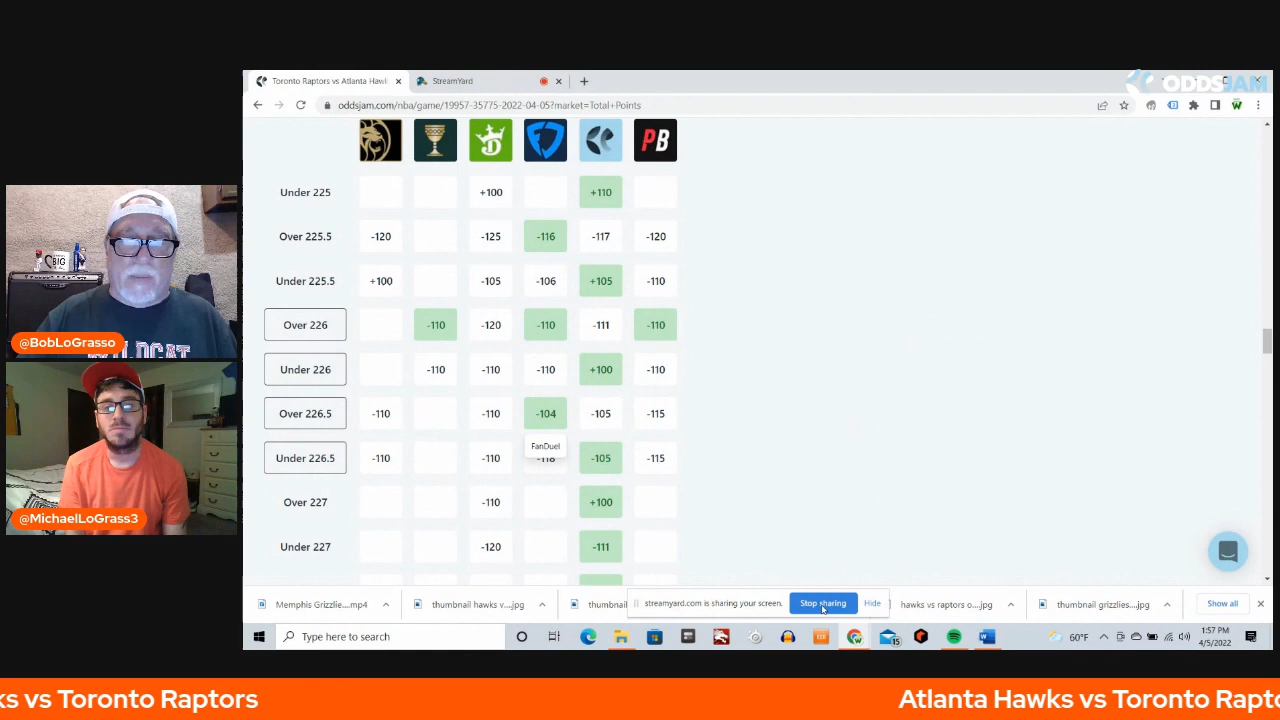 Toronto Raptors vs Atlanta Hawk
StreamYard
ODDSJAM
oddsjam.com/nba/game/19957-35775-2022-04-05?market=Total+Points
PB
Under 225 +100 +110
Over 225.5 -120 -125 -116 -117 -120
Under 225.5 +100 -105 -106 +105 -110
Over 226 -110 -120 -110 -111 -110
Under 226 -110 -110 -110 +100 -110
Over 226.5 -110 -110 -104 -105 -115
FanDuel
Under 226.5 -110 -110 -118 -105 -115
Over 227 -110 +100
Under 227 -120 -111
BIG
@BobLoGrasso
@MichaelLoGrass3
Memphis Grizzlie....mp4
thumbnail hawks v....jpg
thumbnail
streamyard.com is sharing your screen.
Stop sharing
Hide
hawks vs raptors o....jpg
thumbnail grizzlies....jpg
Show all
Type here to search
15
60°F
1:57 PM
4/5/2022
ks vs Toronto Raptors
Atlanta Hawks vs Toronto Rapto